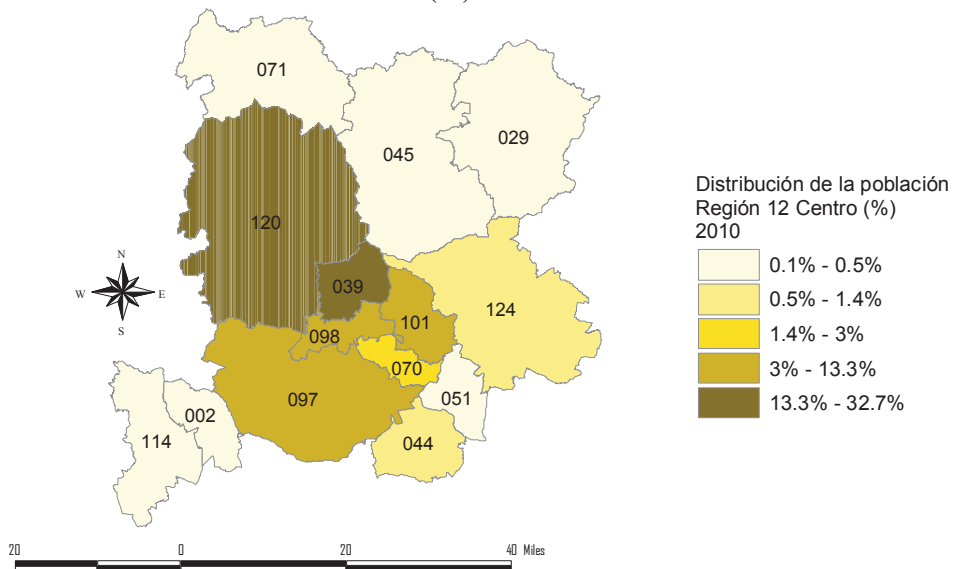 071
045
029
120
039
124
101
098
070
051
097
002
114
044
N
W E
S
Distribución de la población
Región 12 Centro (%)
2010
0.1% - 0.5%
0.5% - 1.4%
1.4% - 3%
3% - 13.3%
13.3% - 32.7%
20 0 20 40 Miles